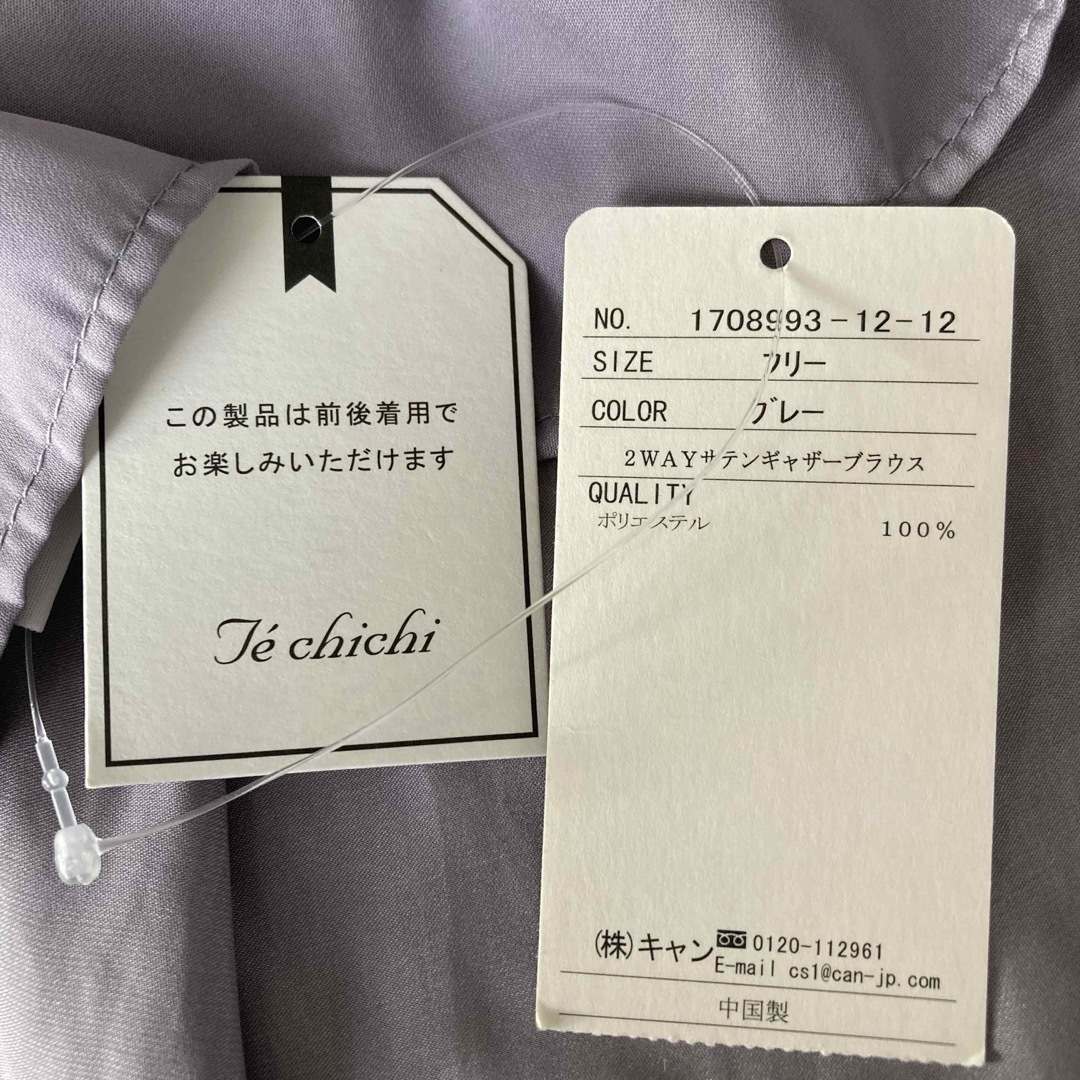 この製品は前後着用で
お楽しみいただけます
Té chichi
NO. 1708993-12-12
SIZE フリー
COLOR グレー
2WAYサテンギャザーブラウス
QUALITY
ポリエステル 100%
(株)キャン 0120-112961
E-mail cs1@can-jp.com
中国製